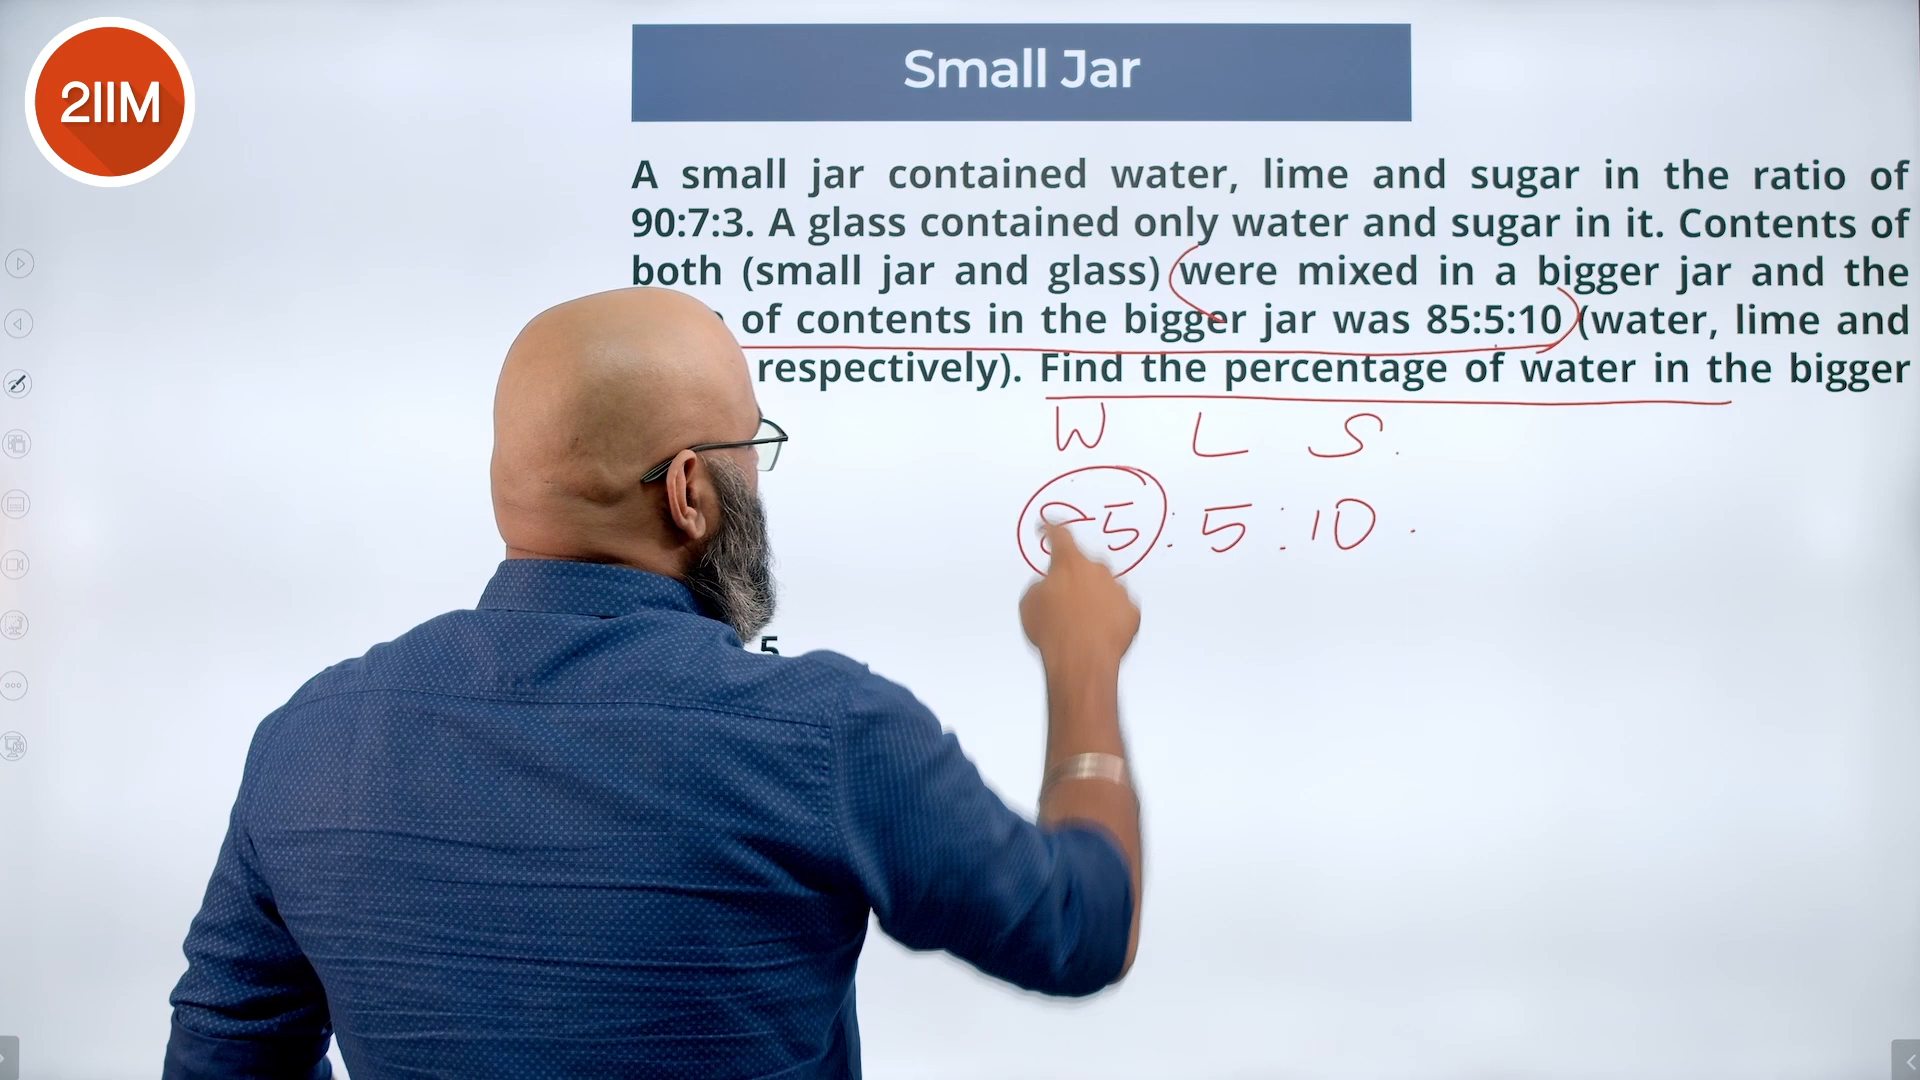 2IIM
Small Jar
A small jar contained water, lime and sugar in the ratio of
90:7:3. A glass contained only water and sugar in it. Contents of
both (small jar and glass) were mixed in a bigger jar and the
of contents in the bigger jar was 85:5:10 (water, lime and
respectively). Find the percentage of water in the bigger
W L S.
85:5:10.
5